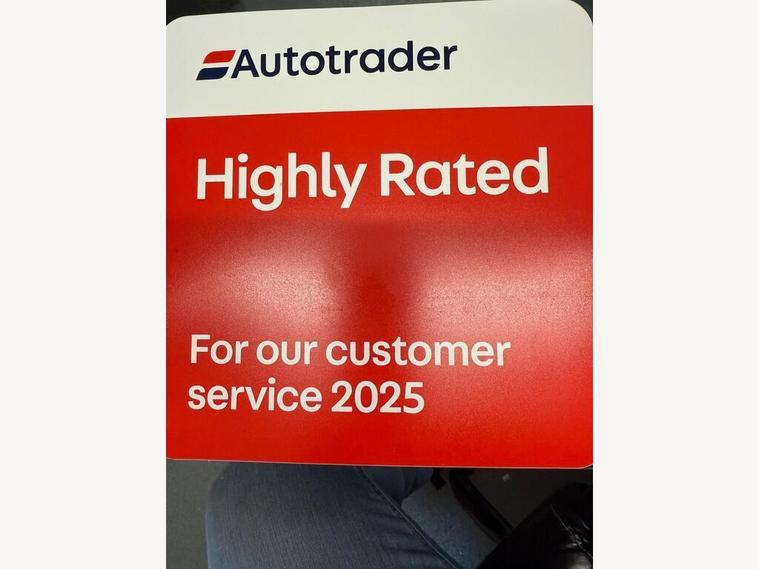 Autotrader
Highly Rated
For our customer
service 2025